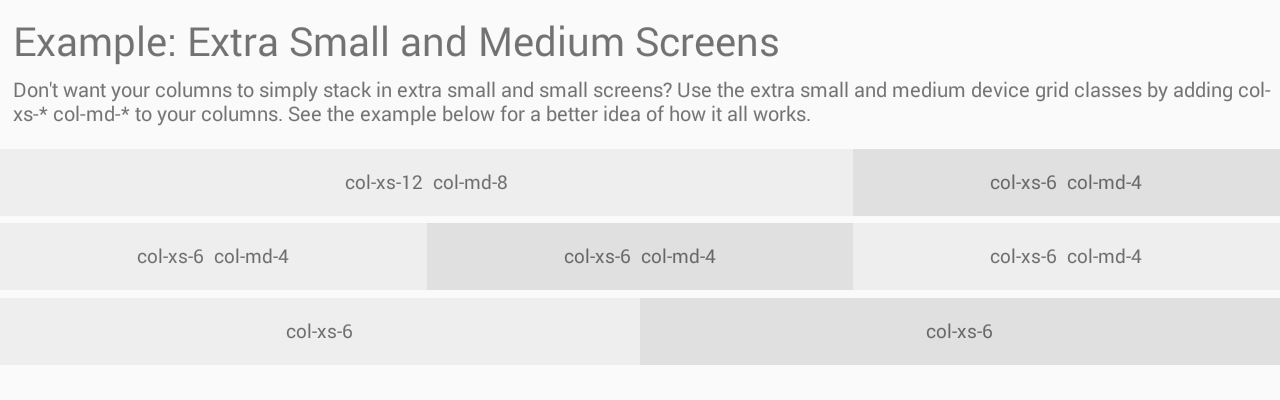 Example: Extra Small and Medium Screens
Don't want your columns to simply stack in extra small and small screens? Use the extra small and medium device grid classes by adding col-
xs-* col-md-* to your columns. See the example below for a better idea of how it all works.
col-xs-12 col-md-8 col-xs-6 col-md-4
col-xs-6 col-md-4 col-xs-6 col-md-4 col-xs-6 col-md-4
col-xs-6 col-xs-6